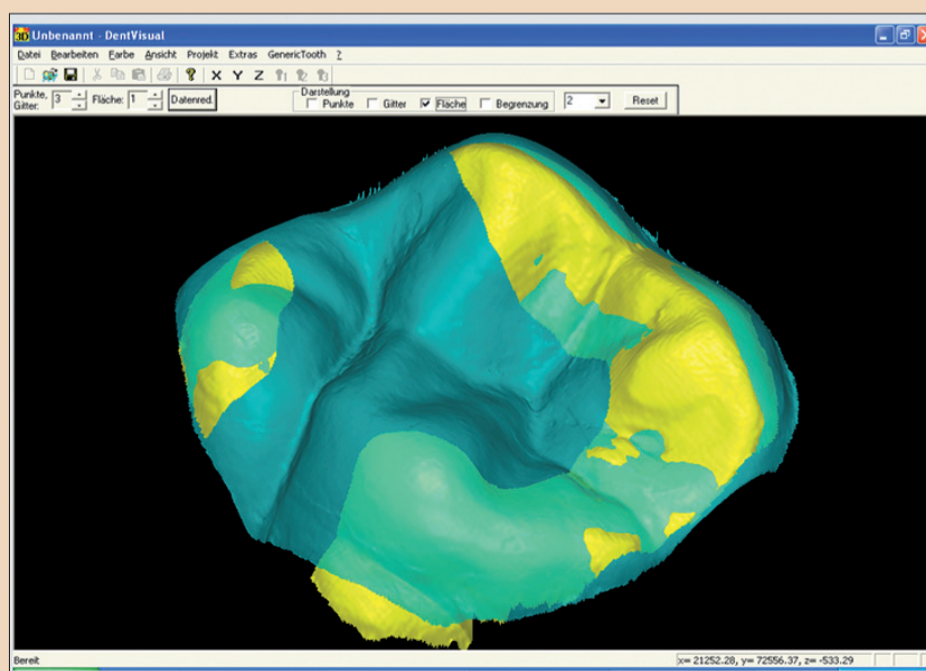 3D Unbenannt - DentVisual
Datei Bearbeiten Farbe Ansicht Projekt Extras GenericTooth ?
? X Y Z
Punkte, Gitter: 3 Fläche: 1 Datenred. Darstellung Punkte Gitter Fläche Begrenzung 2 Reset
Bereit x= 21252.28, y= 72556.37, z= -533.29